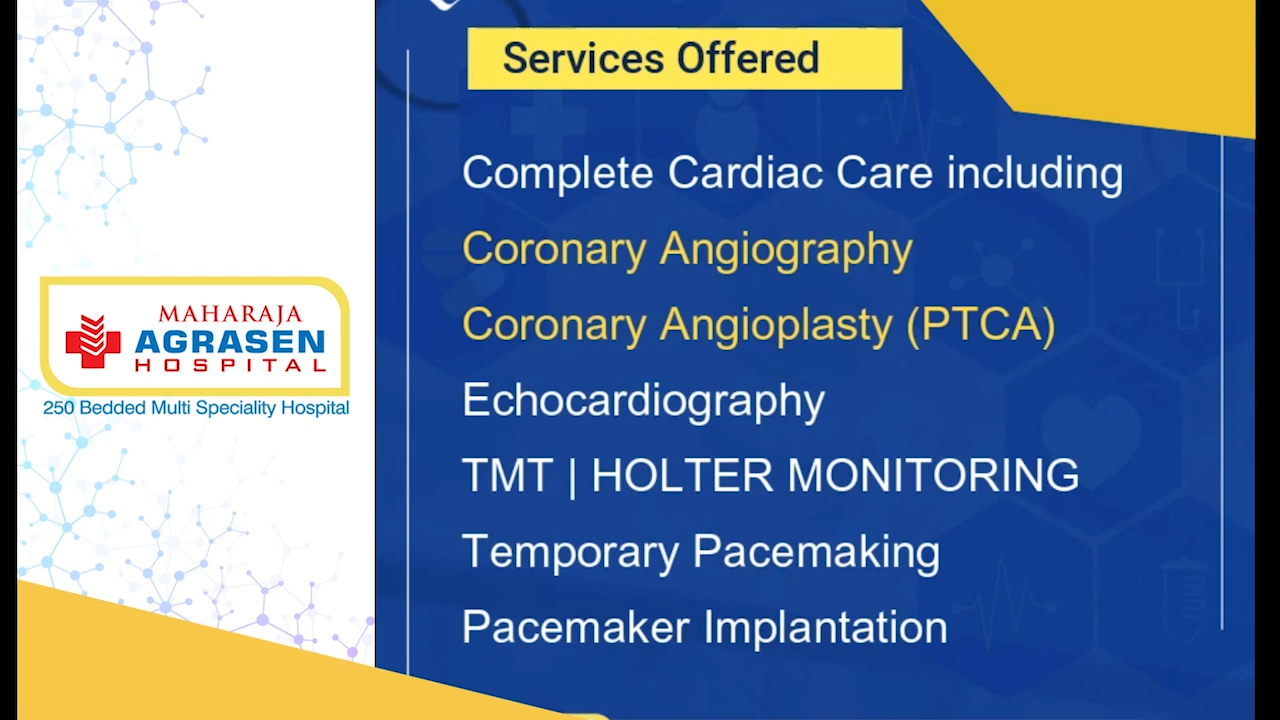 MAHARAJA
AGRASEN
HOSPITAL
250 Bedded Multi Speciality Hospital
Services Offered
Complete Cardiac Care including
Coronary Angiography
Coronary Angioplasty (PTCA)
Echocardiography
TMT | HOLTER MONITORING
Temporary Pacemaking
Pacemaker Implantation